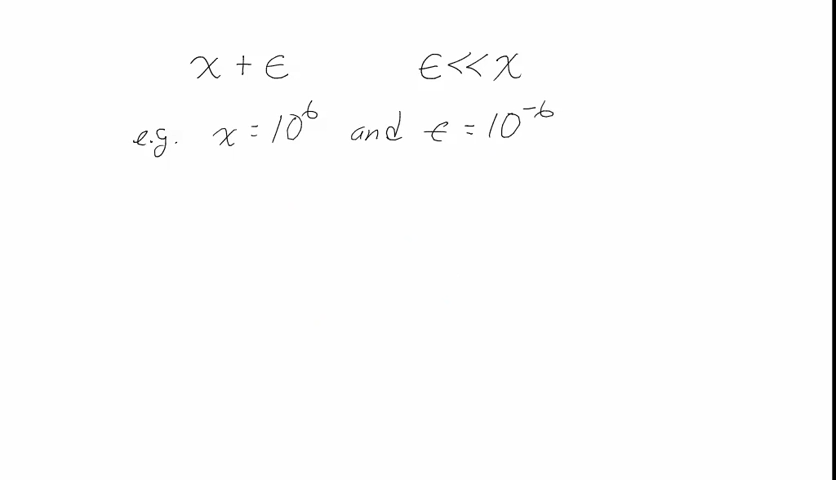 x + ϵ ϵ << x
e.g. x = 10⁶ and ϵ = 10⁻⁶